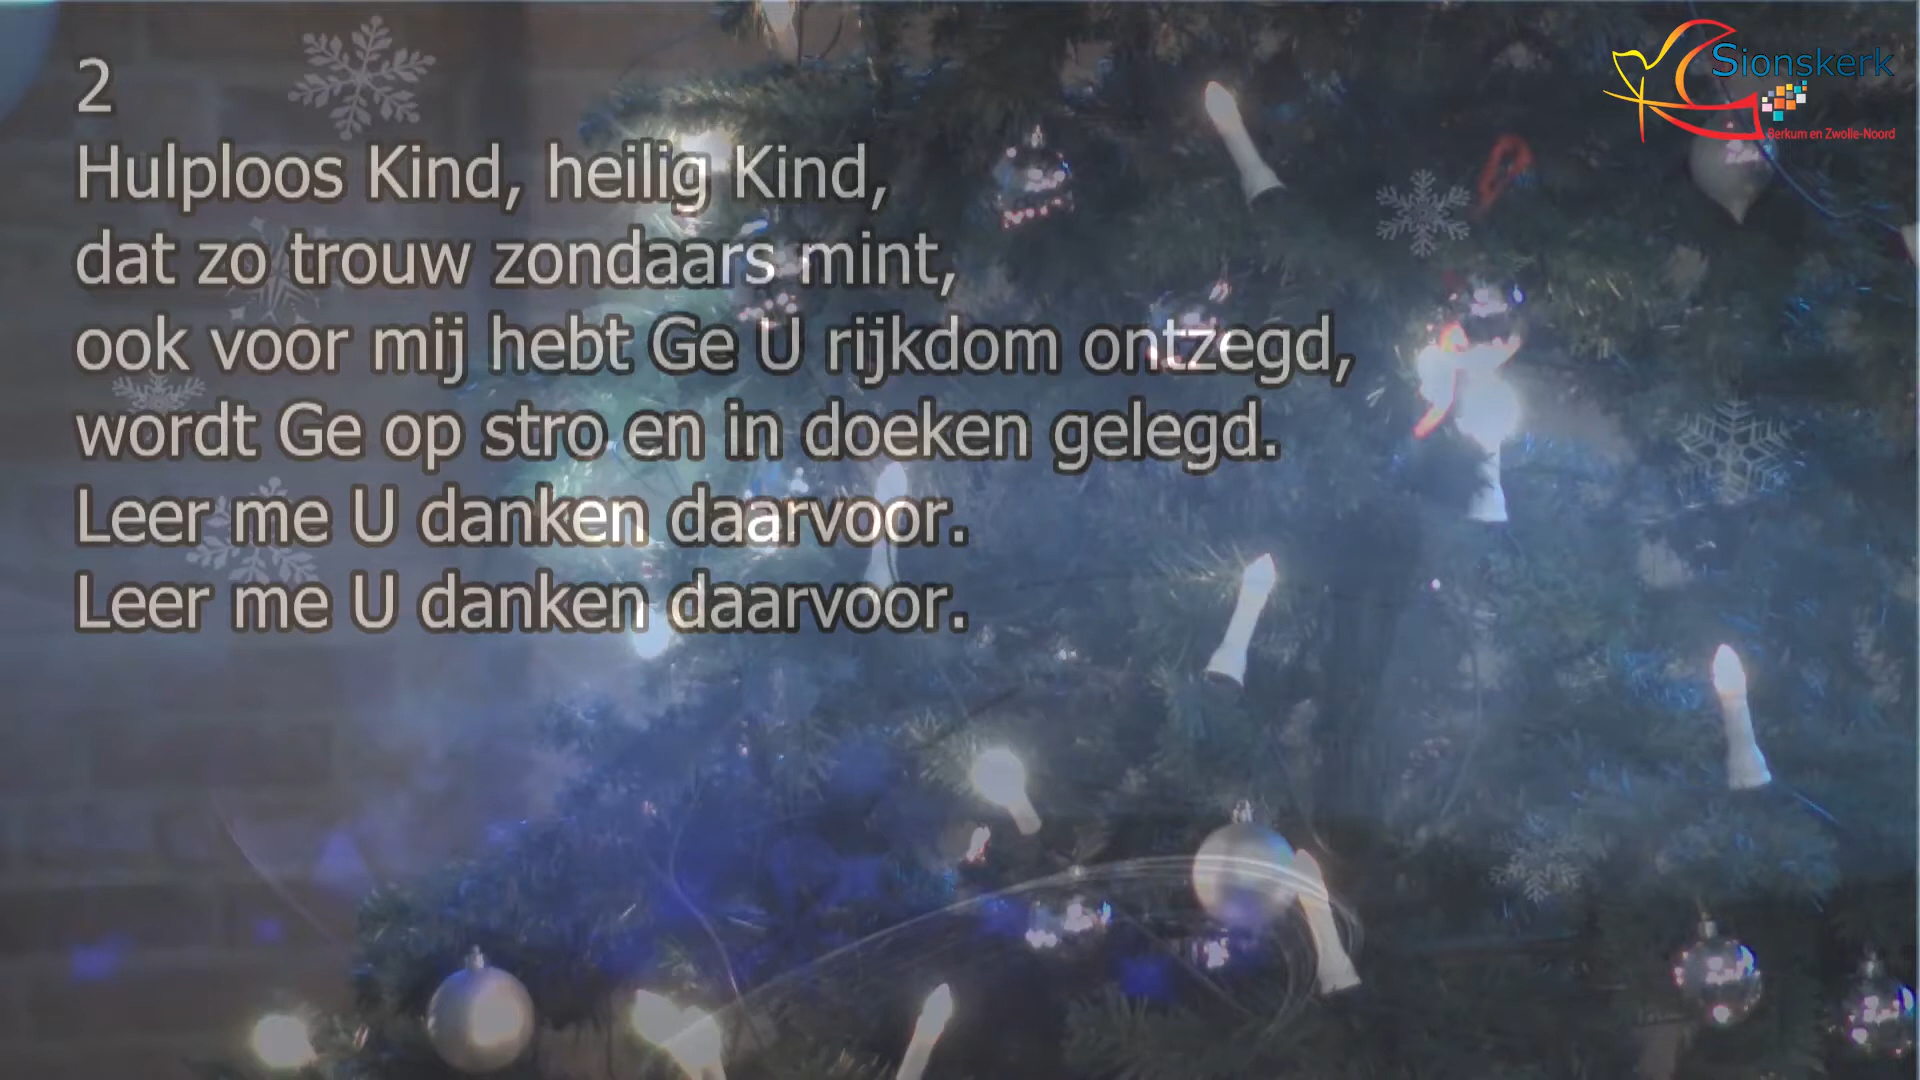 2
Hulploos Kind, heilig Kind,
dat zo trouw zondaars mint,
ook voor mij hebt Ge U rijkdom ontzegd,
wordt Ge op stro en in doeken gelegd.
Leer me U danken daarvoor.
Leer me U danken daarvoor.
Sionskerk
Berkum en Zwolle-Noord